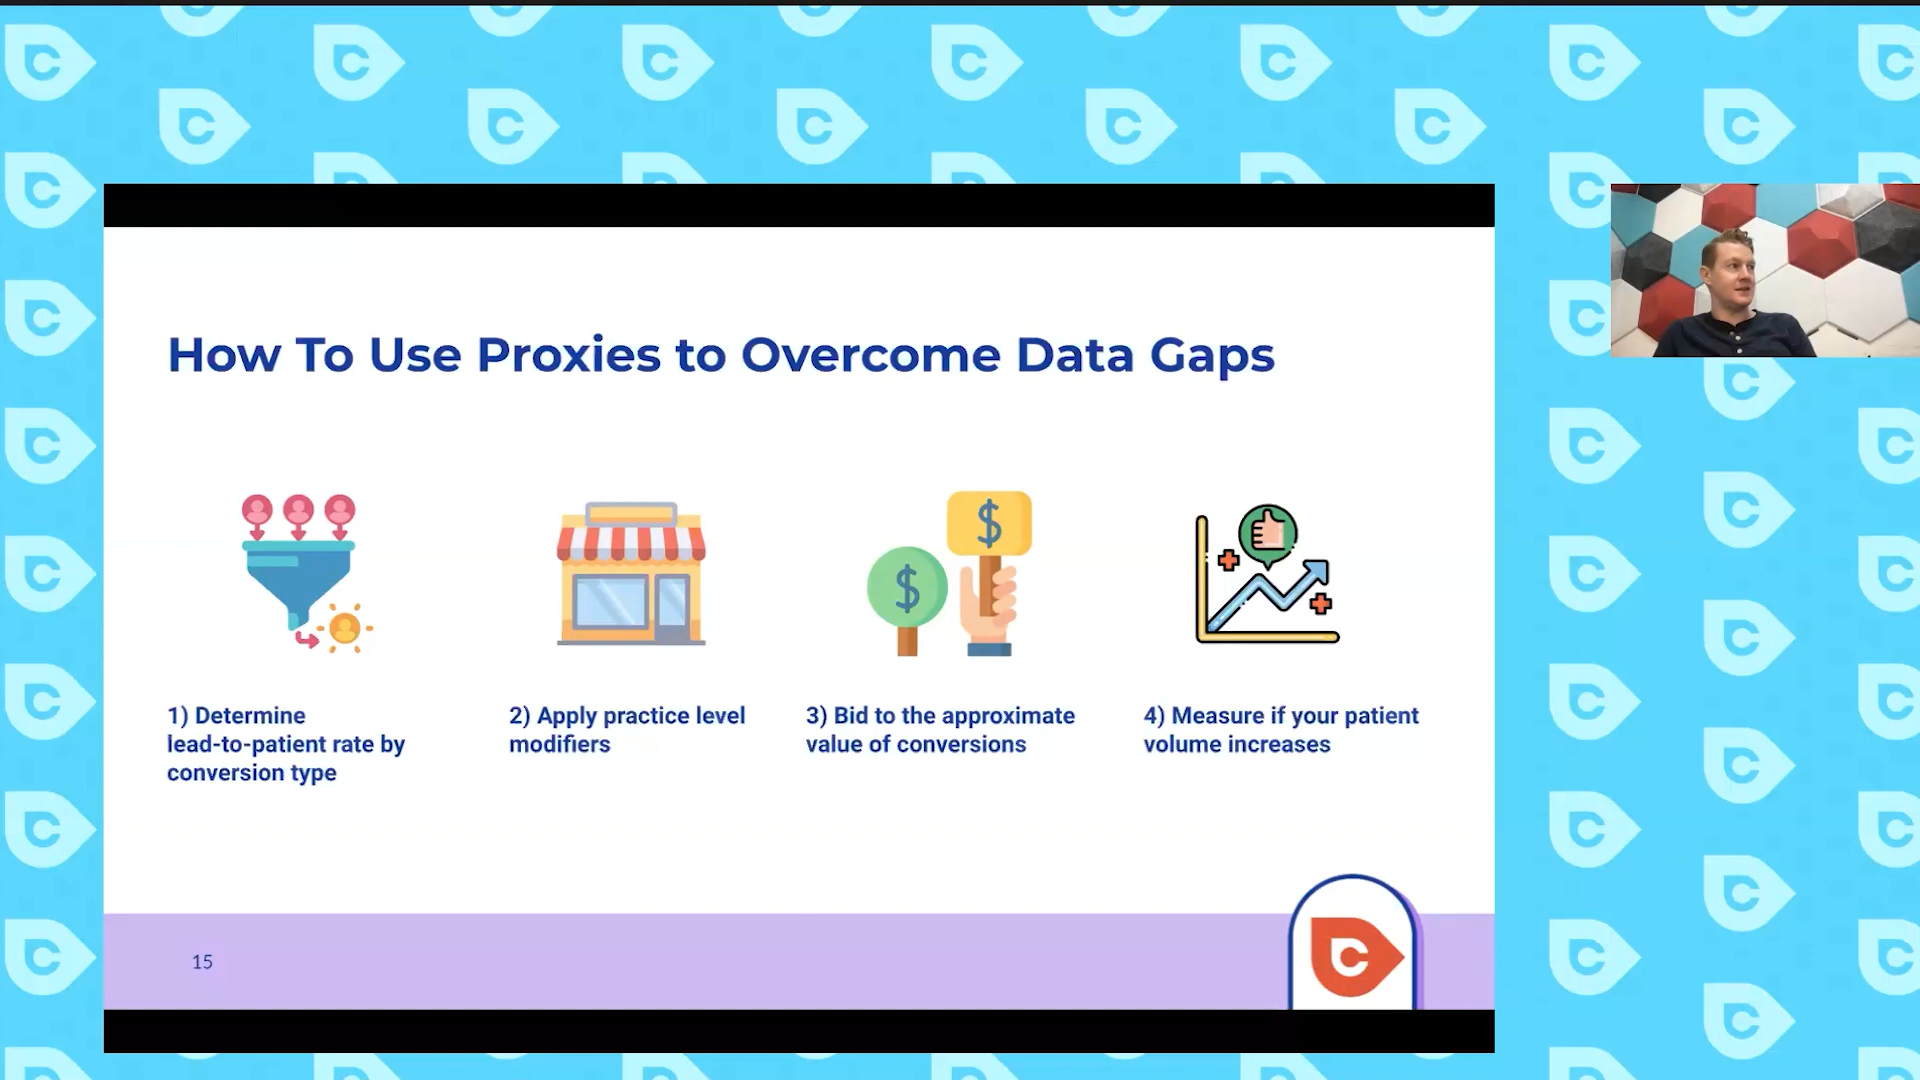 How To Use Proxies to Overcome Data Gaps
1) Determine
lead-to-patient rate by
conversion type
2) Apply practice level
modifiers
3) Bid to the approximate
value of conversions
4) Measure if your patient
volume increases
15